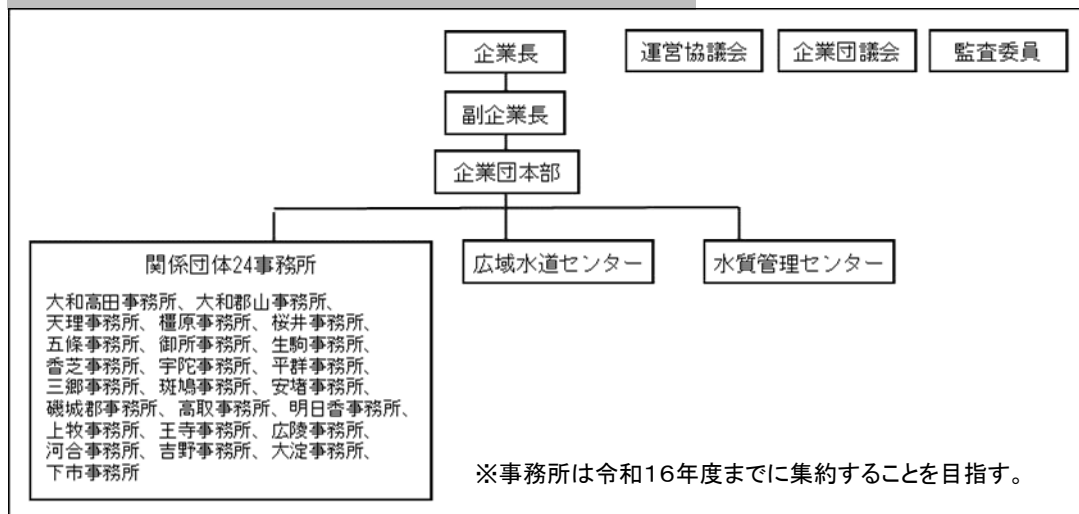 企業長
運営協議会
企業団議会
監査委員
副企業長
企業団本部
関係団体24事務所
大和高田事務所、大和郡山事務所、
天理事務所、橿原事務所、桜井事務所、
五條事務所、御所事務所、生駒事務所、
香芝事務所、宇陀事務所、平群事務所、
三郷事務所、斑鳩事務所、安堵事務所、
磯城郡事務所、高取事務所、明日香事務所、
上牧事務所、王寺事務所、広陵事務所、
河合事務所、吉野事務所、大淀事務所、
下市事務所
広域水道センター
水質管理センター
※事務所は令和16年度までに集約することを目指す。